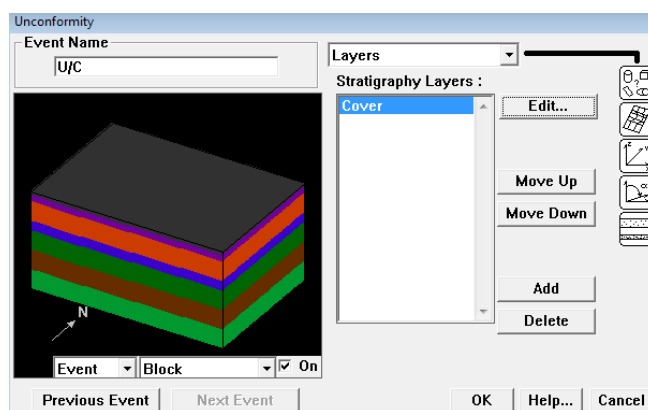 Unconformity
Event Name
U/C
Layers
Stratigraphy Layers :
Cover
Edit...
Move Up
Move Down
Add
Delete
N
Event
Block
On
Previous Event
Next Event
OK
Help...
Cancel